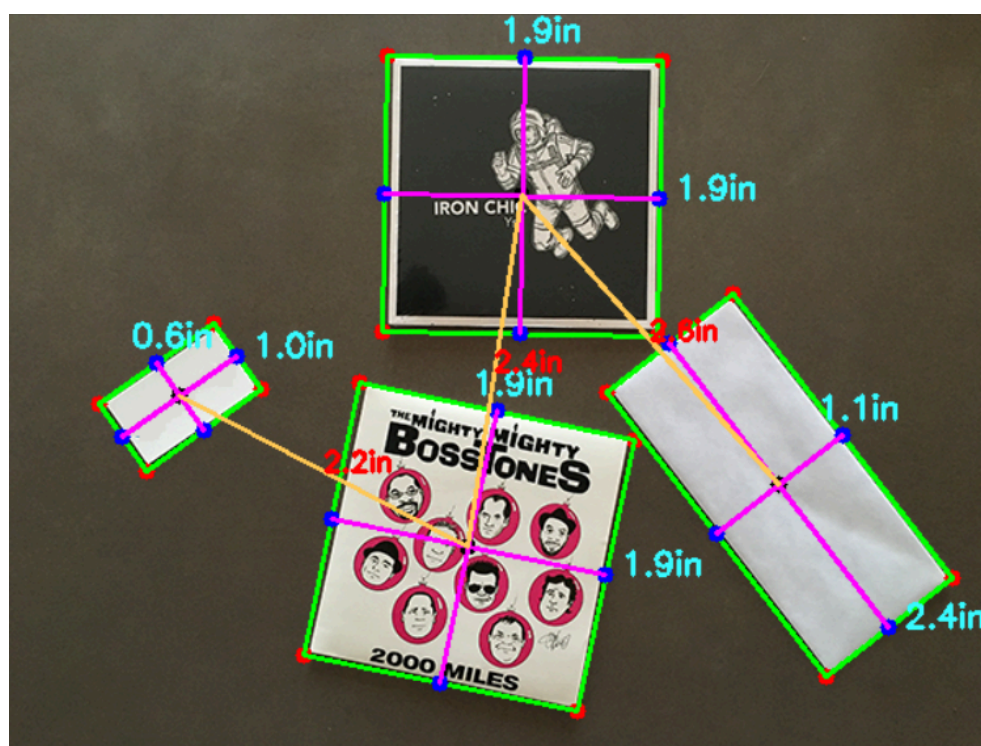 1.9in
1.9in
IRON CHIC
0.6in
1.0in
2.6in
2.4in
1.9in
1.1in
THE MIGHTY MIGHTY
BOSSTONES
2.2in
1.9in
2.4in
2000 MILES